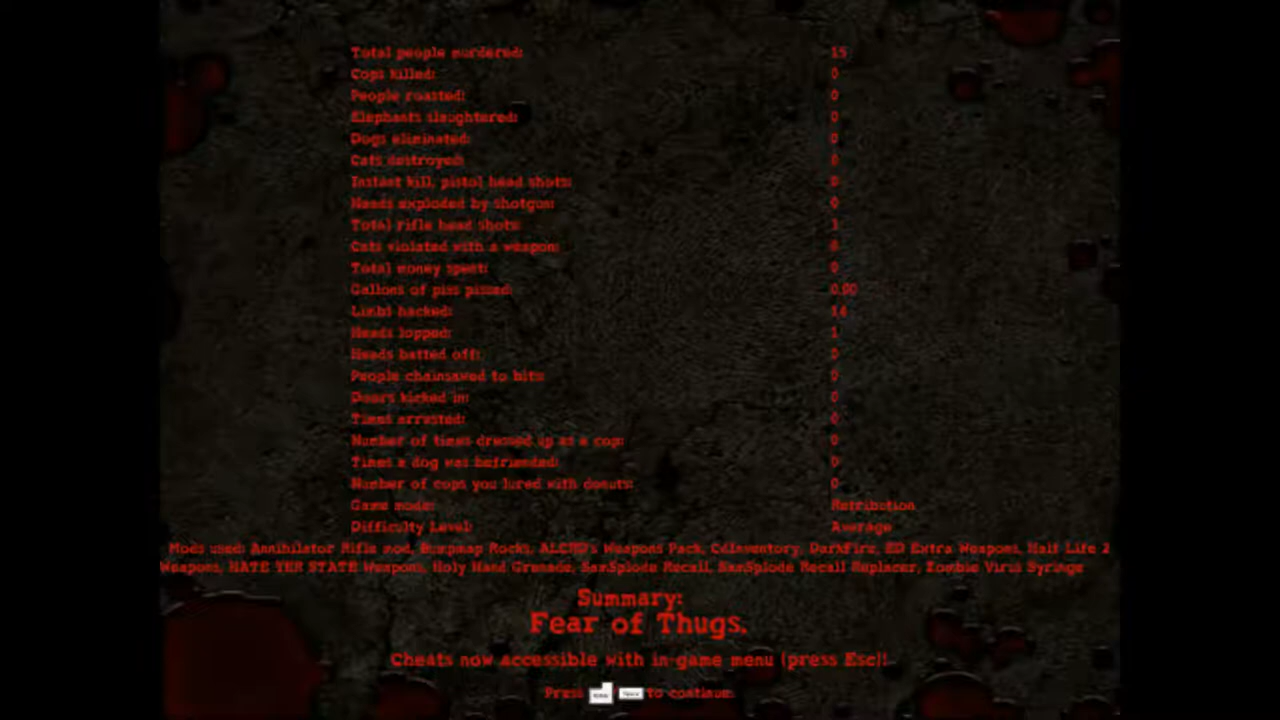 Total people murdered: 15
Cops killed: 0
People roasted: 0
Elephants slaughtered: 0
Dogs eliminated: 0
Cats destroyed: 0
Instant kill, pistol head shots: 0
Heads exploded by shotgun: 0
Total rifle head shots: 1
Cats violated with a weapon: 0
Total money spent: 0
Gallons of piss pissed: 0.00
Limbs hacked: 14
Heads lopped: 1
Heads batted off: 0
People chainsawed to bits: 0
Doors kicked in: 0
Times arrested: 0
Number of times dressed up as a cop: 0
Times a dog was befriended: 0
Number of cops you lured with donuts: 0
Game mode: Retribution
Difficulty Level: Average
Mods used: Annihilator Rifle mod, Bumpmap Rocks, Weapons Pack, CdInventory, DarkFire, ED Extra Weapons, Half Life 2
Weapons, HATE YER STATE Weapons, Holy Hand Grenade, SamSplode Recall, SamSplode Recall Replacer, Zombie Virus Syringe
Summary:
Fear of Thugs.
Cheats now accessible with in-game menu (press Esc)!
Press to continue.